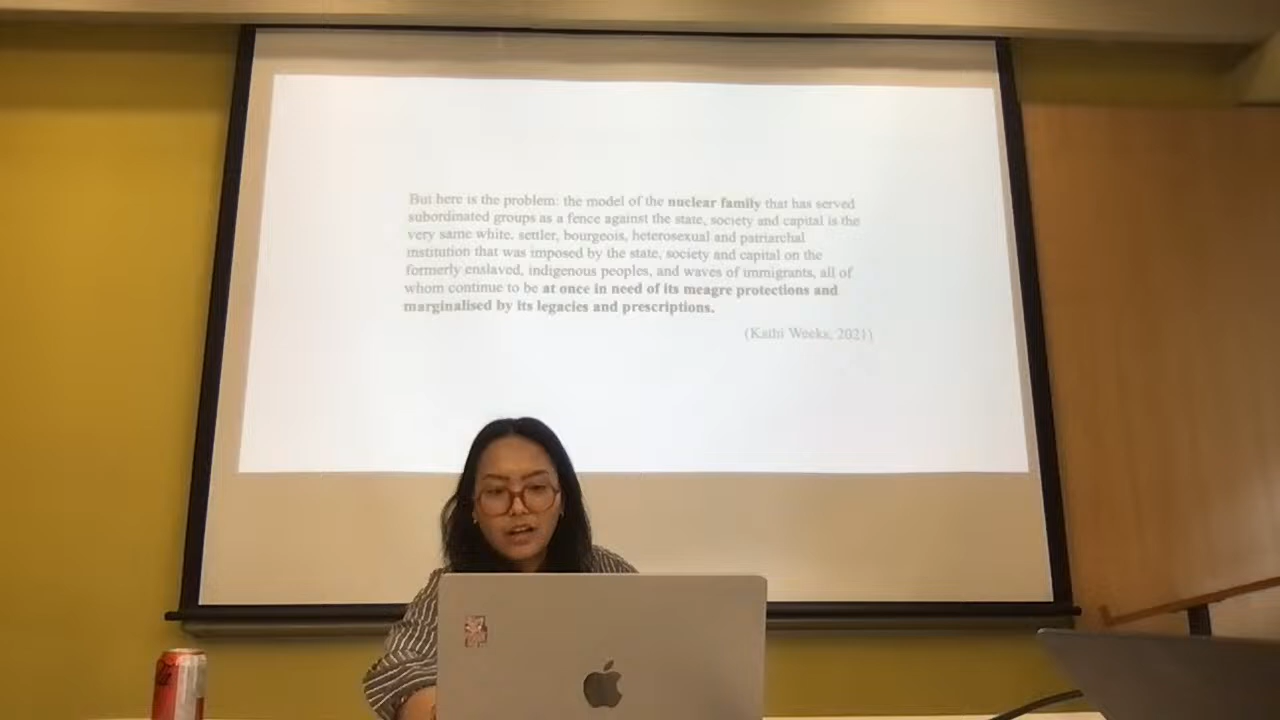 But here is the problem: the model of the nuclear family that has served
subordinated groups as a fence against the state, society and capital is the
very same white, settler, bourgeois, heterosexual and patriarchal
institution that was imposed by the state, society and capital on the
formerly enslaved, indigenous peoples, and waves of immigrants, all of
whom continue to be at once in need of its meagre protections and
marginalised by its legacies and prescriptions.
(Kathi Weeks, 2021)